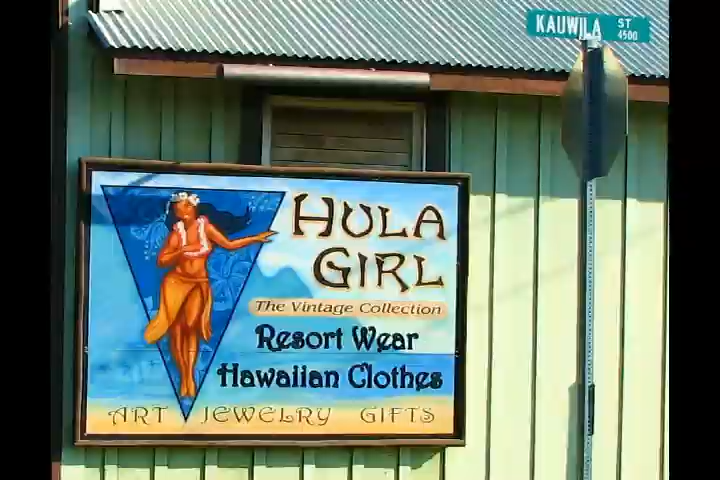 KAUWILA ST
4500
HULA
GIRL
The Vintage Collection
Resort Wear
Hawaiian Clothes
ART JEWELRY GIFTS